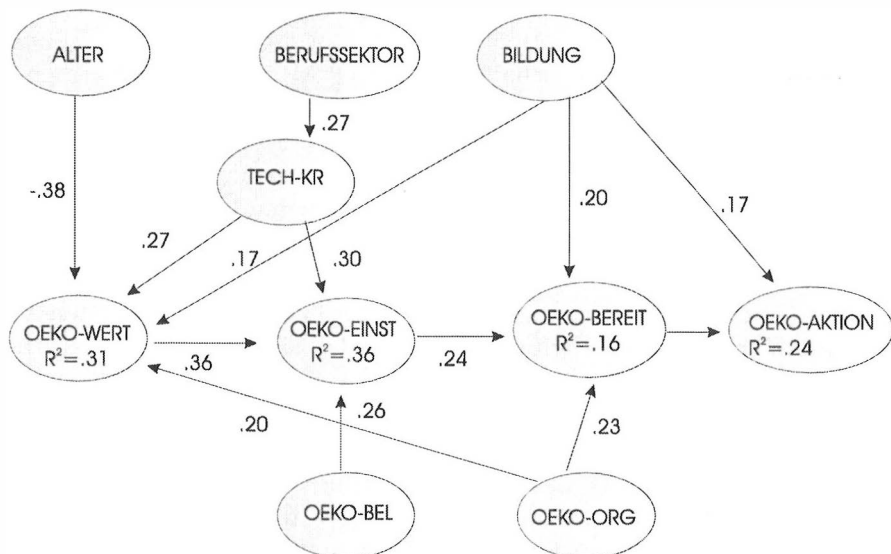 ALTER
BERUFSSEKTOR
BILDUNG
.27
TECH-KR
-.38
.27
.17
.30
.20
.17
OEKO-WERT
R²=.31
OEKO-EINST
R²=.36
OEKO-BEREIT
R²=.16
OEKO-AKTION
R²=.24
.36
.24
.20
.26
.23
OEKO-BEL
OEKO-ORG